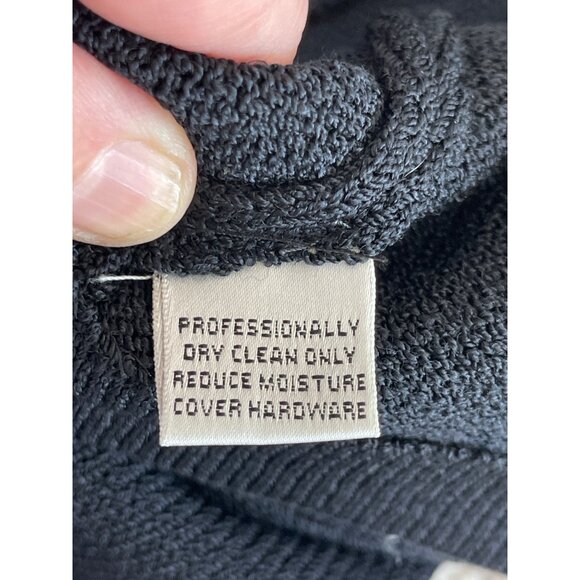 PROFESSIONALLY
DRY CLEAN ONLY
REDUCE MOISTURE
COVER HARDWARE